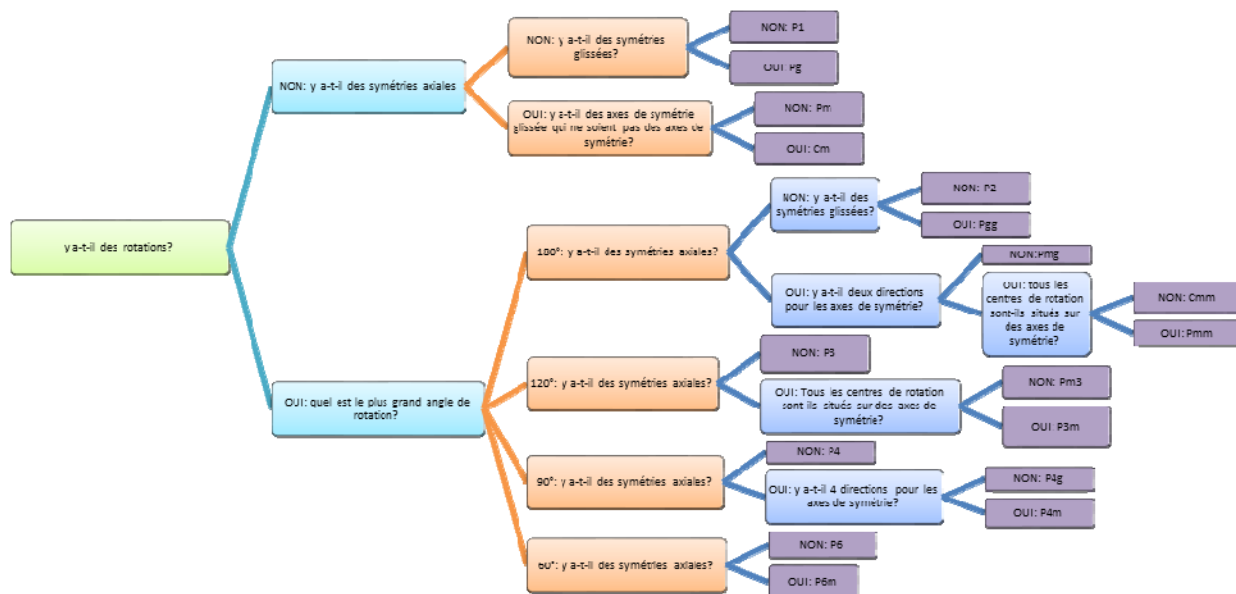 y a-t-il des rotations?
NON: y a-t-il des symétries axiales
NON: y a-t-il des symétries
glissées?
NON: P1
OUI: Pg
OUI: y a-t-il des axes de symétrie
glissée qui ne soient pas des axes de
symétrie?
NON: Pm
OUI: Cm
OUI: quel est le plus grand angle de
rotation?
180°: y a-t-il des symétries axiales?
NON: y a-t-il des
symétries glissées?
NON: P2
OUI: Pgg
OUI: y a-t-il deux directions
pour les axes de symétrie?
NON:Pmg
OUI: tous les
centres de rotation
sont-ils situés sur
des axes de
symétrie?
NON: Cmm
OUI: Pmm
120°: y a-t-il des symétries axiales?
NON: P3
OUI: Tous les centres de rotation
sont ils situés sur des axes de
symétrie?
NON: Pm3
OUI P3m
90°: y a-t-il des symétries axiales?
NON: P4
OUI: y a-t-il 4 directions pour les
axes de symétrie?
NON: P4g
OUI: P4m
60°: y a-t-il des symétries axiales?
NON: P6
OUI: P6m